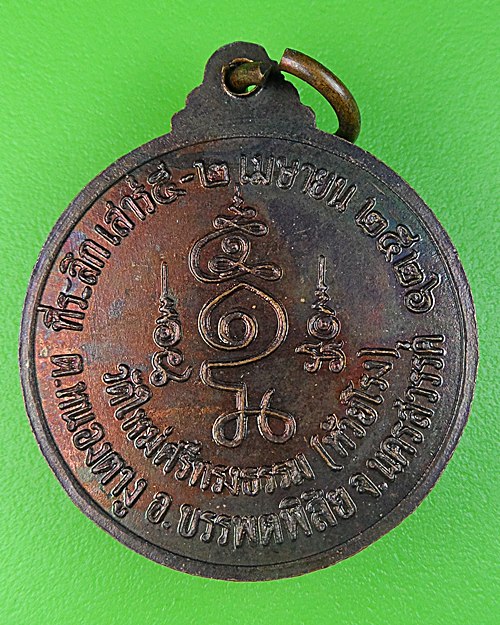 ที่ระลึก เสาร์๕-๒ เมษายน ๒๕๒๖
วัดใหม่ศรีทรงธรรม (ห้วยโรง)
ต.หนองตางู อ.บรรพตพิสัย จ.นครสวรรค์